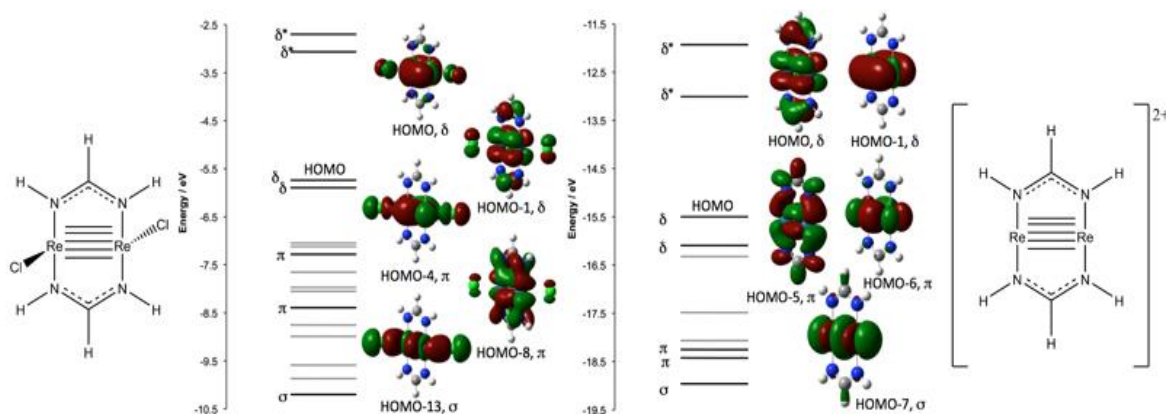 H
H
N
N
H
Cl
Re
Re
Cl
H
N
N
H
H
Energy / eV
-2.5
-3.5
-4.5
-5.5
-6.5
-7.5
-8.5
-9.5
-10.5
δ*
δ*
HOMO
δ
δ
π
π
σ
HOMO, δ
HOMO-1, δ
HOMO-4, π
HOMO-8, π
HOMO-13, σ
Energy / eV
-11.5
-12.5
-13.5
-14.5
-15.5
-16.5
-17.5
-18.5
-19.5
δ*
δ*
HOMO
δ
δ
π
π
σ
HOMO, δ
HOMO-1, δ
HOMO-5, π
HOMO-6, π
HOMO-7, σ
2+
H
H
N
N
H
Re
Re
H
N
N
H
H